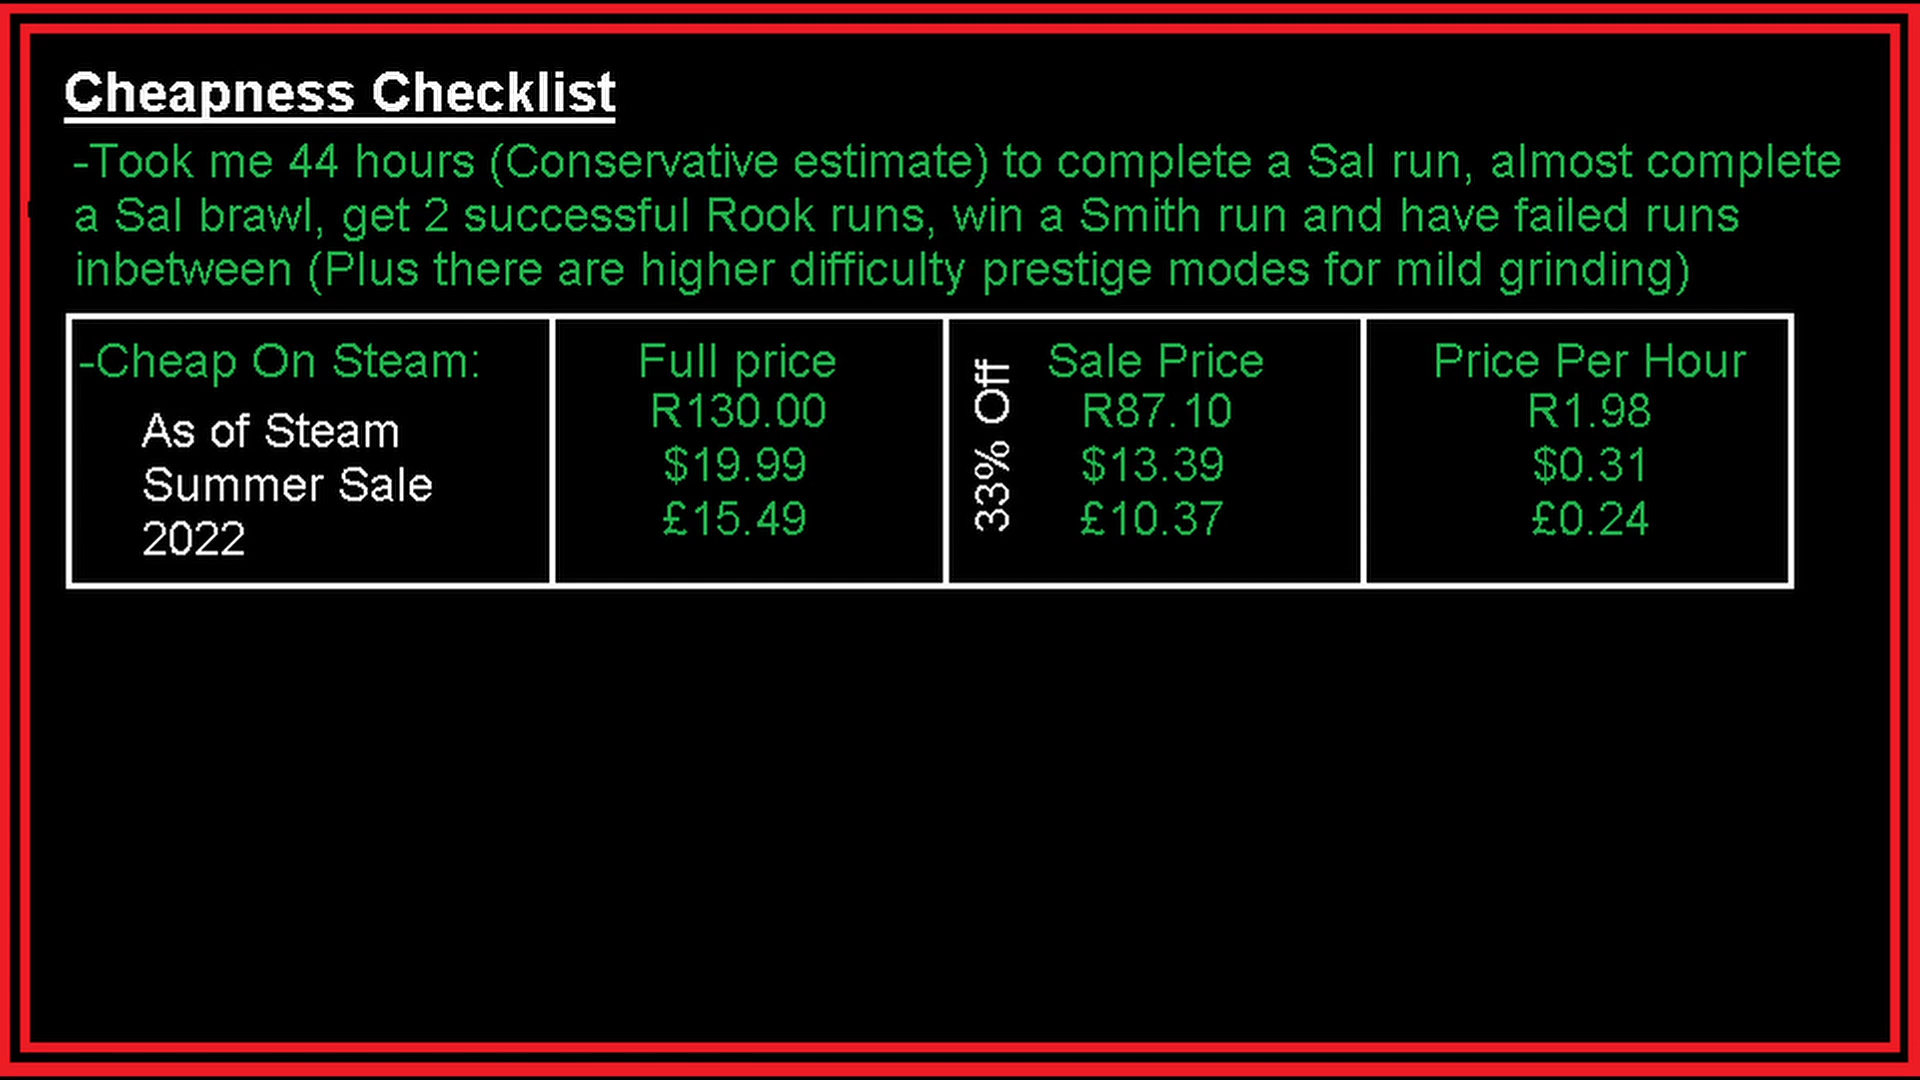 Cheapness Checklist
-Took me 44 hours (Conservative estimate) to complete a Sal run, almost complete
a Sal brawl, get 2 successful Rook runs, win a Smith run and have failed runs
inbetween (Plus there are higher difficulty prestige modes for mild grinding)
-Cheap On Steam:
As of Steam
Summer Sale
2022
Full price
R130.00
$19.99
£15.49
33% Off
Sale Price
R87.10
$13.39
£10.37
Price Per Hour
R1.98
$0.31
£0.24